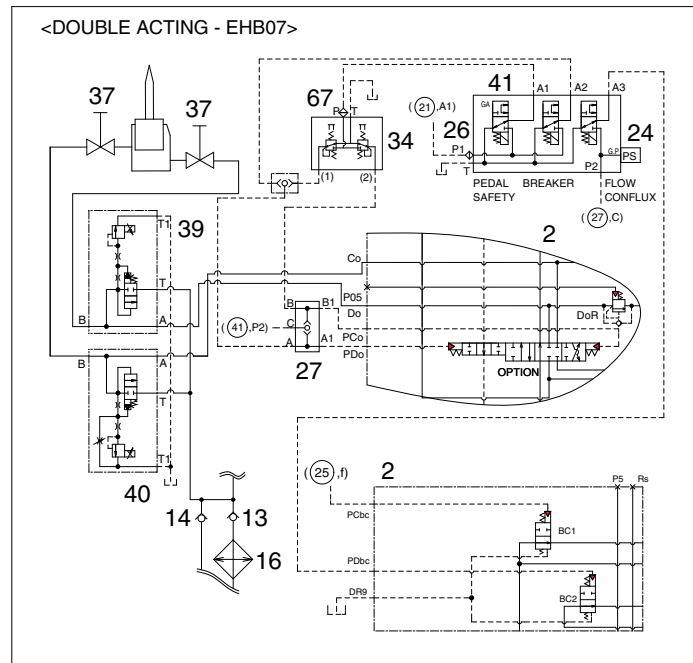 <DOUBLE ACTING - EHB07>
37
37
67
P T
34
(1) (2)
41
A1 A2 A3
GA
(21,A1)
26
P1
T
24
G.P
PS
P2
PEDAL SAFETY
BREAKER
FLOW CONFLUX
(27,C)
39
T1
T
B A
B A
T
T1
40
2
Co
P05
Do
DoR
PCo
PDo
OPTION
B B1
C
A A1
(41,P2)
27
14
13
16
(25,f)
2
P5 Rs
PCbc
BC1
PDbc
BC2
DR9